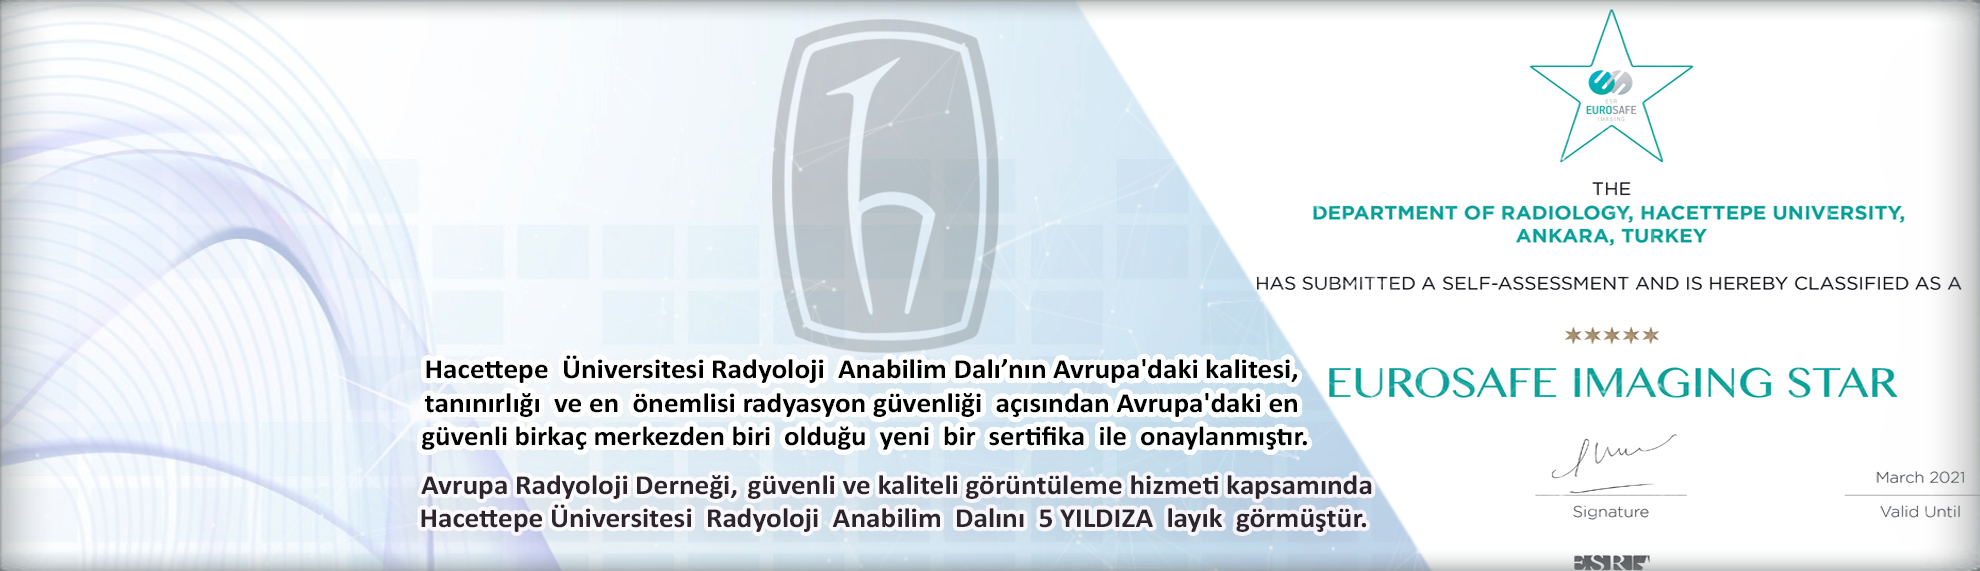 Hacettepe Üniversitesi Radyoloji Anabilim Dalı’nın Avrupa'daki kalitesi,
tanınırlığı ve en önemlisi radyasyon güvenliği açısından Avrupa'daki en
güvenli birkaç merkezden biri olduğu yeni bir sertifika ile onaylanmıştır.
Avrupa Radyoloji Derneği, güvenli ve kaliteli görüntüleme hizmeti kapsamında
Hacettepe Üniversitesi Radyoloji Anabilim Dalını 5 YILDIZA layık görmüştür.
ESR
EUROSAFE
IMAGING
THE
DEPARTMENT OF RADIOLOGY, HACETTEPE UNIVERSITY,
ANKARA, TURKEY
HAS SUBMITTED A SELF-ASSESSMENT AND IS HEREBY CLASSIFIED AS A
EUROSAFE IMAGING STAR
March 2021
Signature
Valid Until